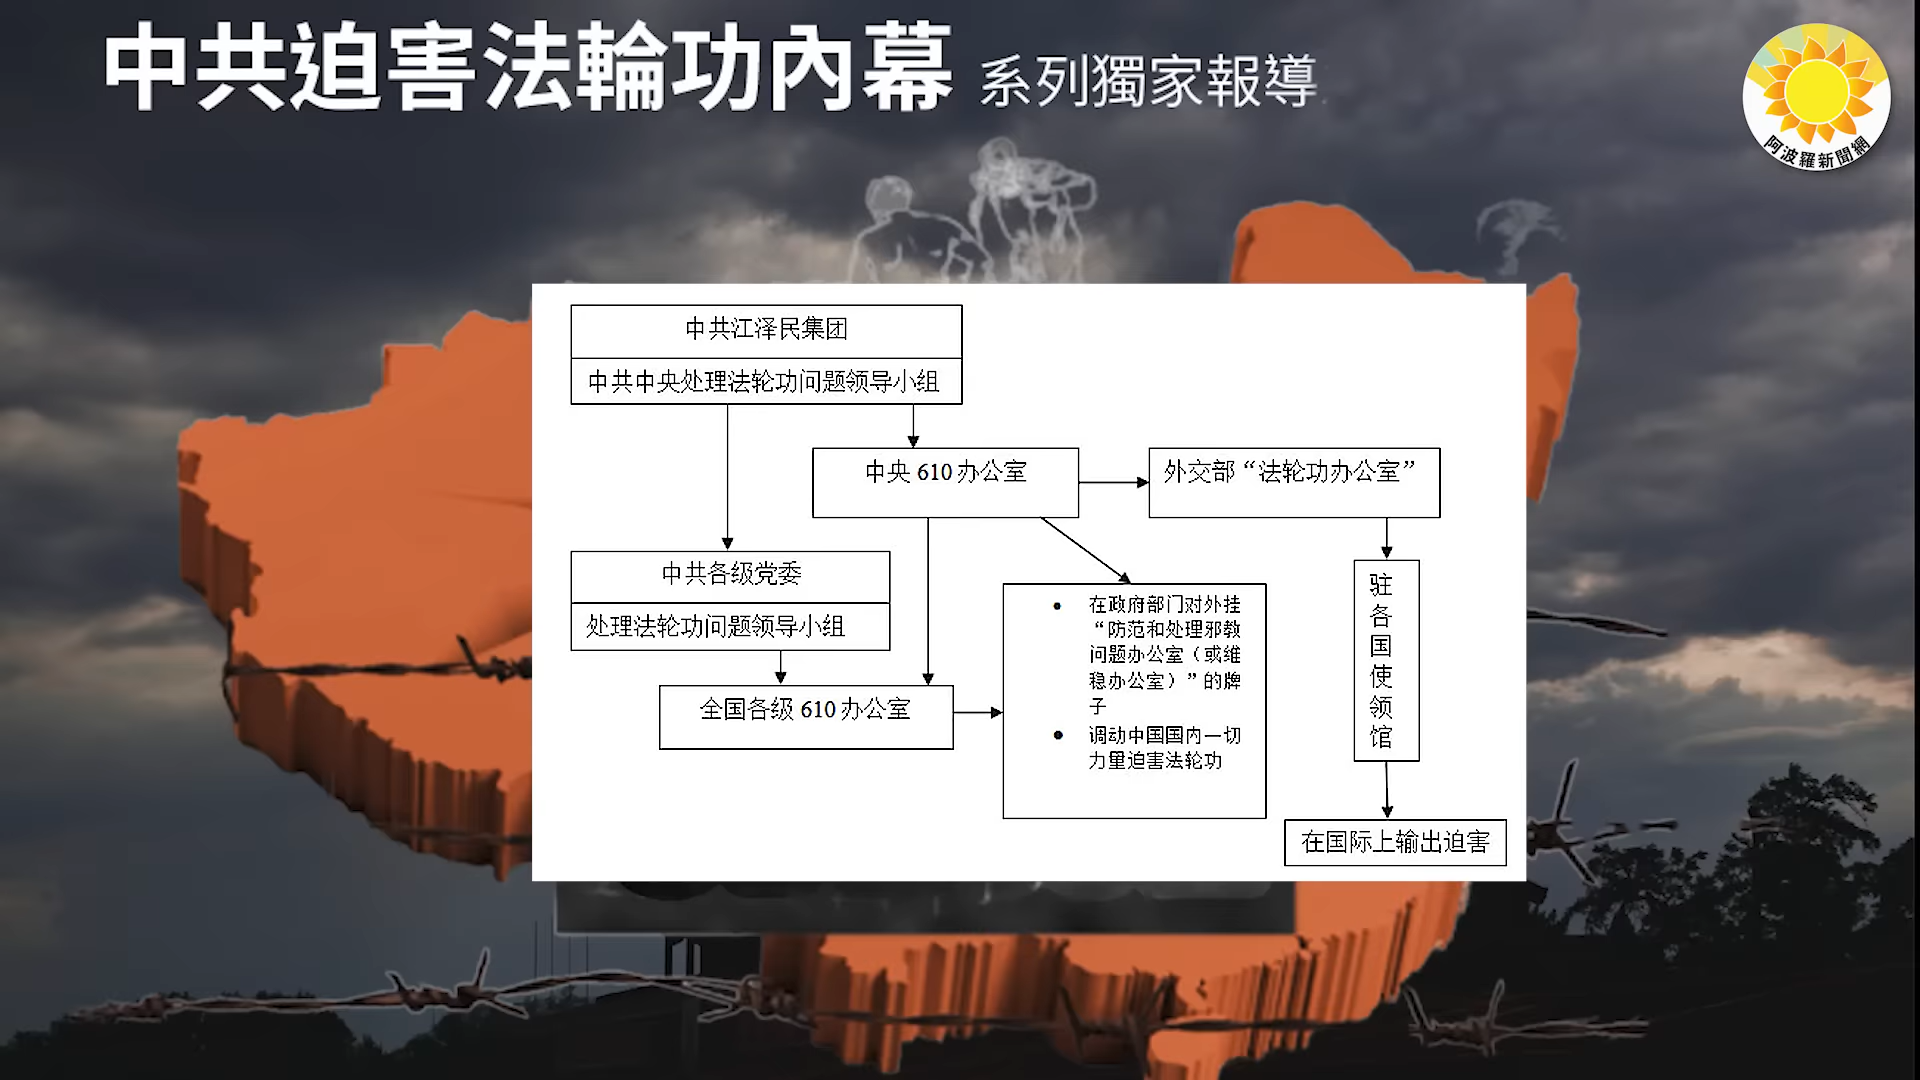 中共迫害法輪功內幕 系列獨家報導
阿波羅新聞網
中共江泽民集团
中共中央处理法轮功问题领导小组
中央 610 办公室
外交部“法轮功办公室”
中共各级党委
处理法轮功问题领导小组
全国各级 610 办公室
● 在政府部门对外挂
“防范和处理邪教
问题办公室（或维
稳办公室）”的牌
子
● 调动中国国内一切
力量迫害法轮功
驻
各
国
使
领
馆
在国际上输出迫害